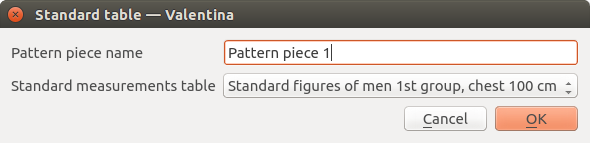 Standard table — Valentina
Pattern piece name Pattern piece 1
Standard measurements table Standard figures of men 1st group, chest 100 cm
Cancel OK